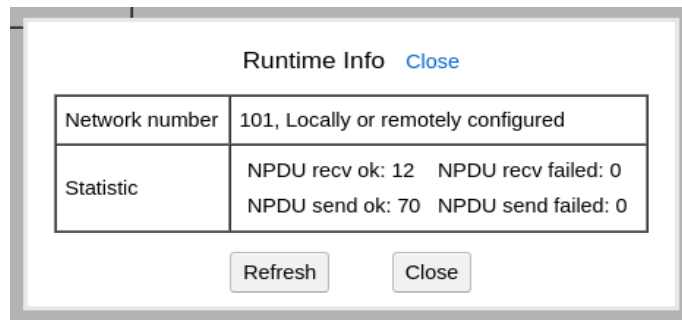 Runtime Info Close
Network number 101, Locally or remotely configured
Statistic
NPDU recv ok: 12 NPDU recv failed: 0
NPDU send ok: 70 NPDU send failed: 0
Refresh Close